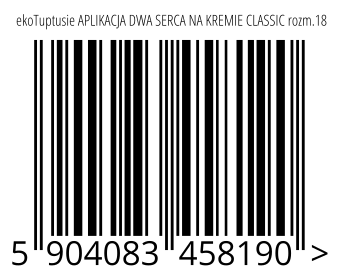 ekoTuptusie APLIKACJA DWA SERCA NA KREMIE CLASSIC rozm.18
5 904083 458190 >